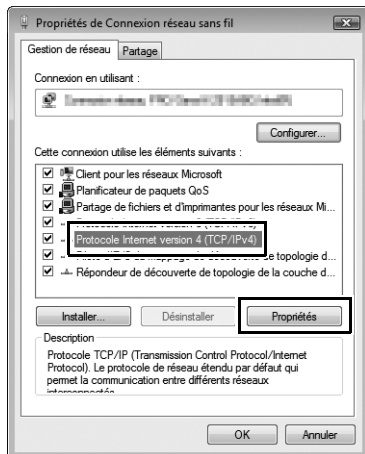 Propriétés de Connexion réseau sans fil
Gestion de réseau
Partage
Connexion en utilisant :
Configurer...
Cette connexion utilise les éléments suivants :
Client pour les réseaux Microsoft
Planificateur de paquets QoS
Partage de fichiers et d'imprimantes pour les réseaux Mi...
Protocole Internet version 4 (TCP/IPv4)
de topologie d...
Répondeur de découverte de topologie de la couche d...
Installer...
Désinstaller
Propriétés
Description
Protocole TCP/IP (Transmission Control Protocol/Internet
Protocol). Le protocole de réseau étendu par défaut qui
permet la communication entre différents réseaux
OK
Annuler